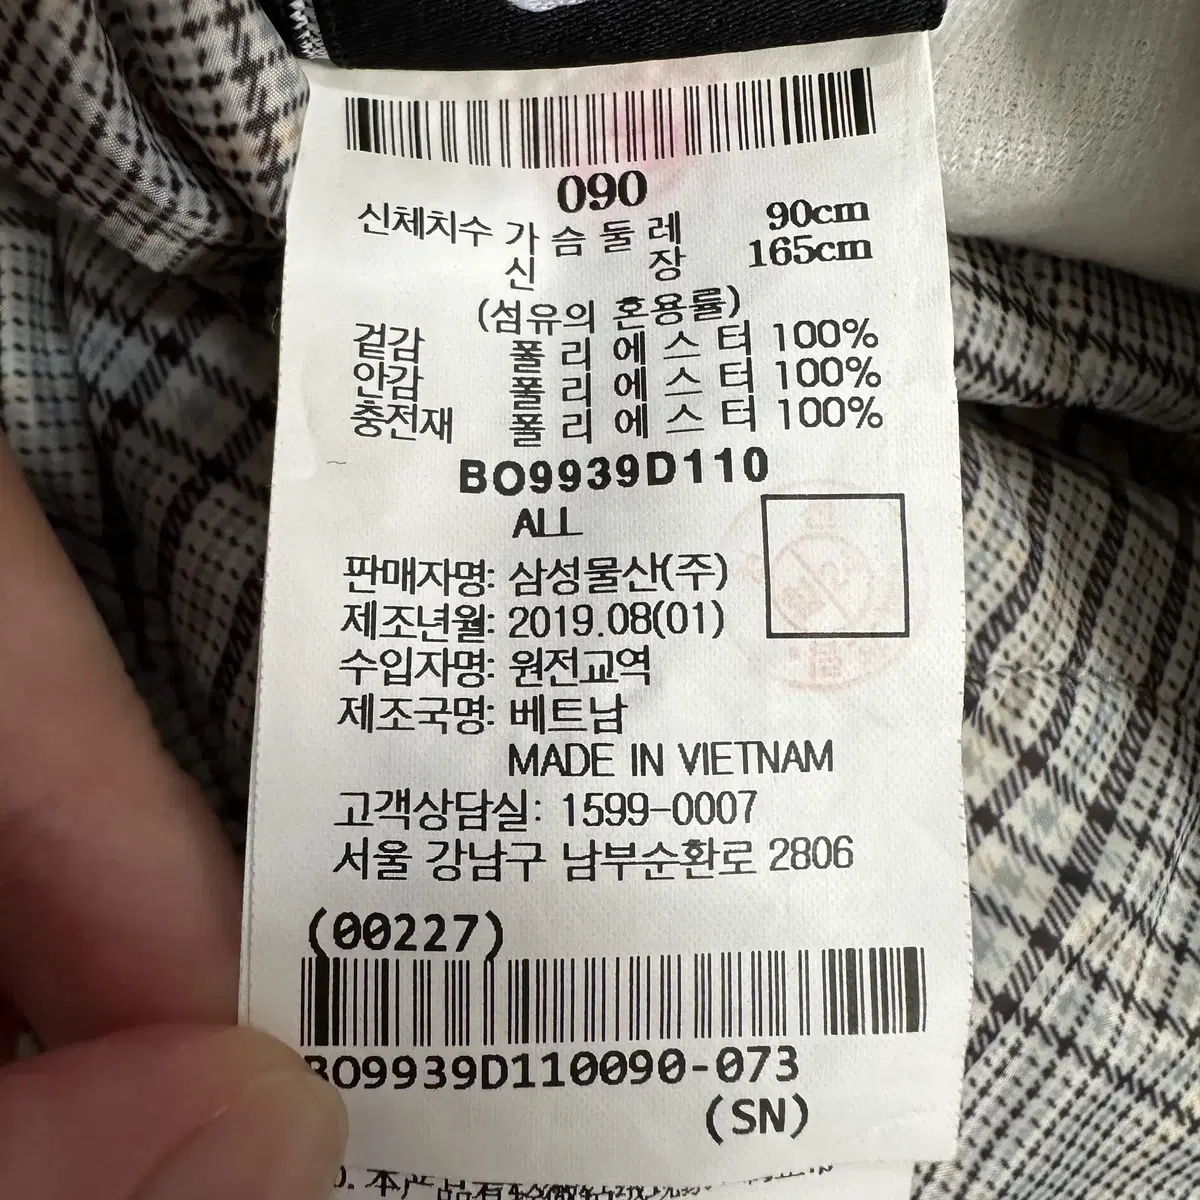 090
신체치수 가슴둘레 90cm
신장 165cm
(섬유의 혼용률)
겉감 폴리에스터 100%
안감 폴리에스터 100%
충전재 폴리에스터 100%
BO9939D110
ALL
판매자명: 삼성물산(주)
제조년월: 2019.08(01)
수입자명: 원전교역
제조국명: 베트남
MADE IN VIETNAM
고객상담실: 1599-0007
서울 강남구 남부순환로 2806
(00227)
BO9939D110090-073
(SN)
本产品有